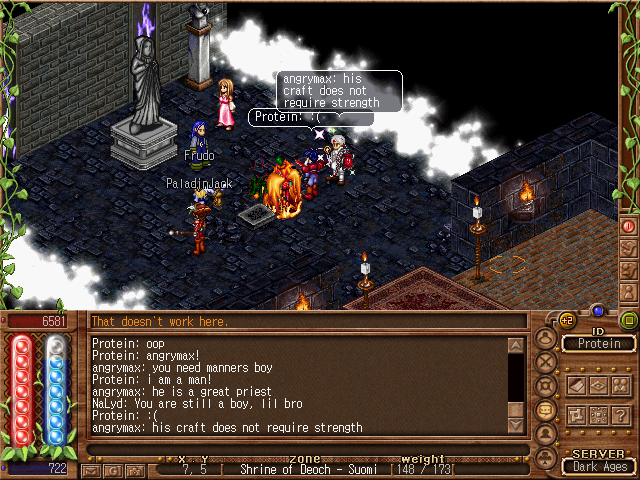 angrymax: his
craft does not
require strength
Protein: :(
Frudo
PaladinJack
6581
That doesn't work here.
+2
ID
Protein
Protein: oop
Protein: angrymax!
angrymax: you need manners boy
Protein: i am a man!
angrymax: he is a great priest
NaLyd: You are still a boy, lil bro
Protein: :(
angrymax: his craft does not require strength
?
722
x . y zone weight
7, 5 [ Shrine of Deoch - Suomi [148 / 173[
G
SERVER
Dark Ages